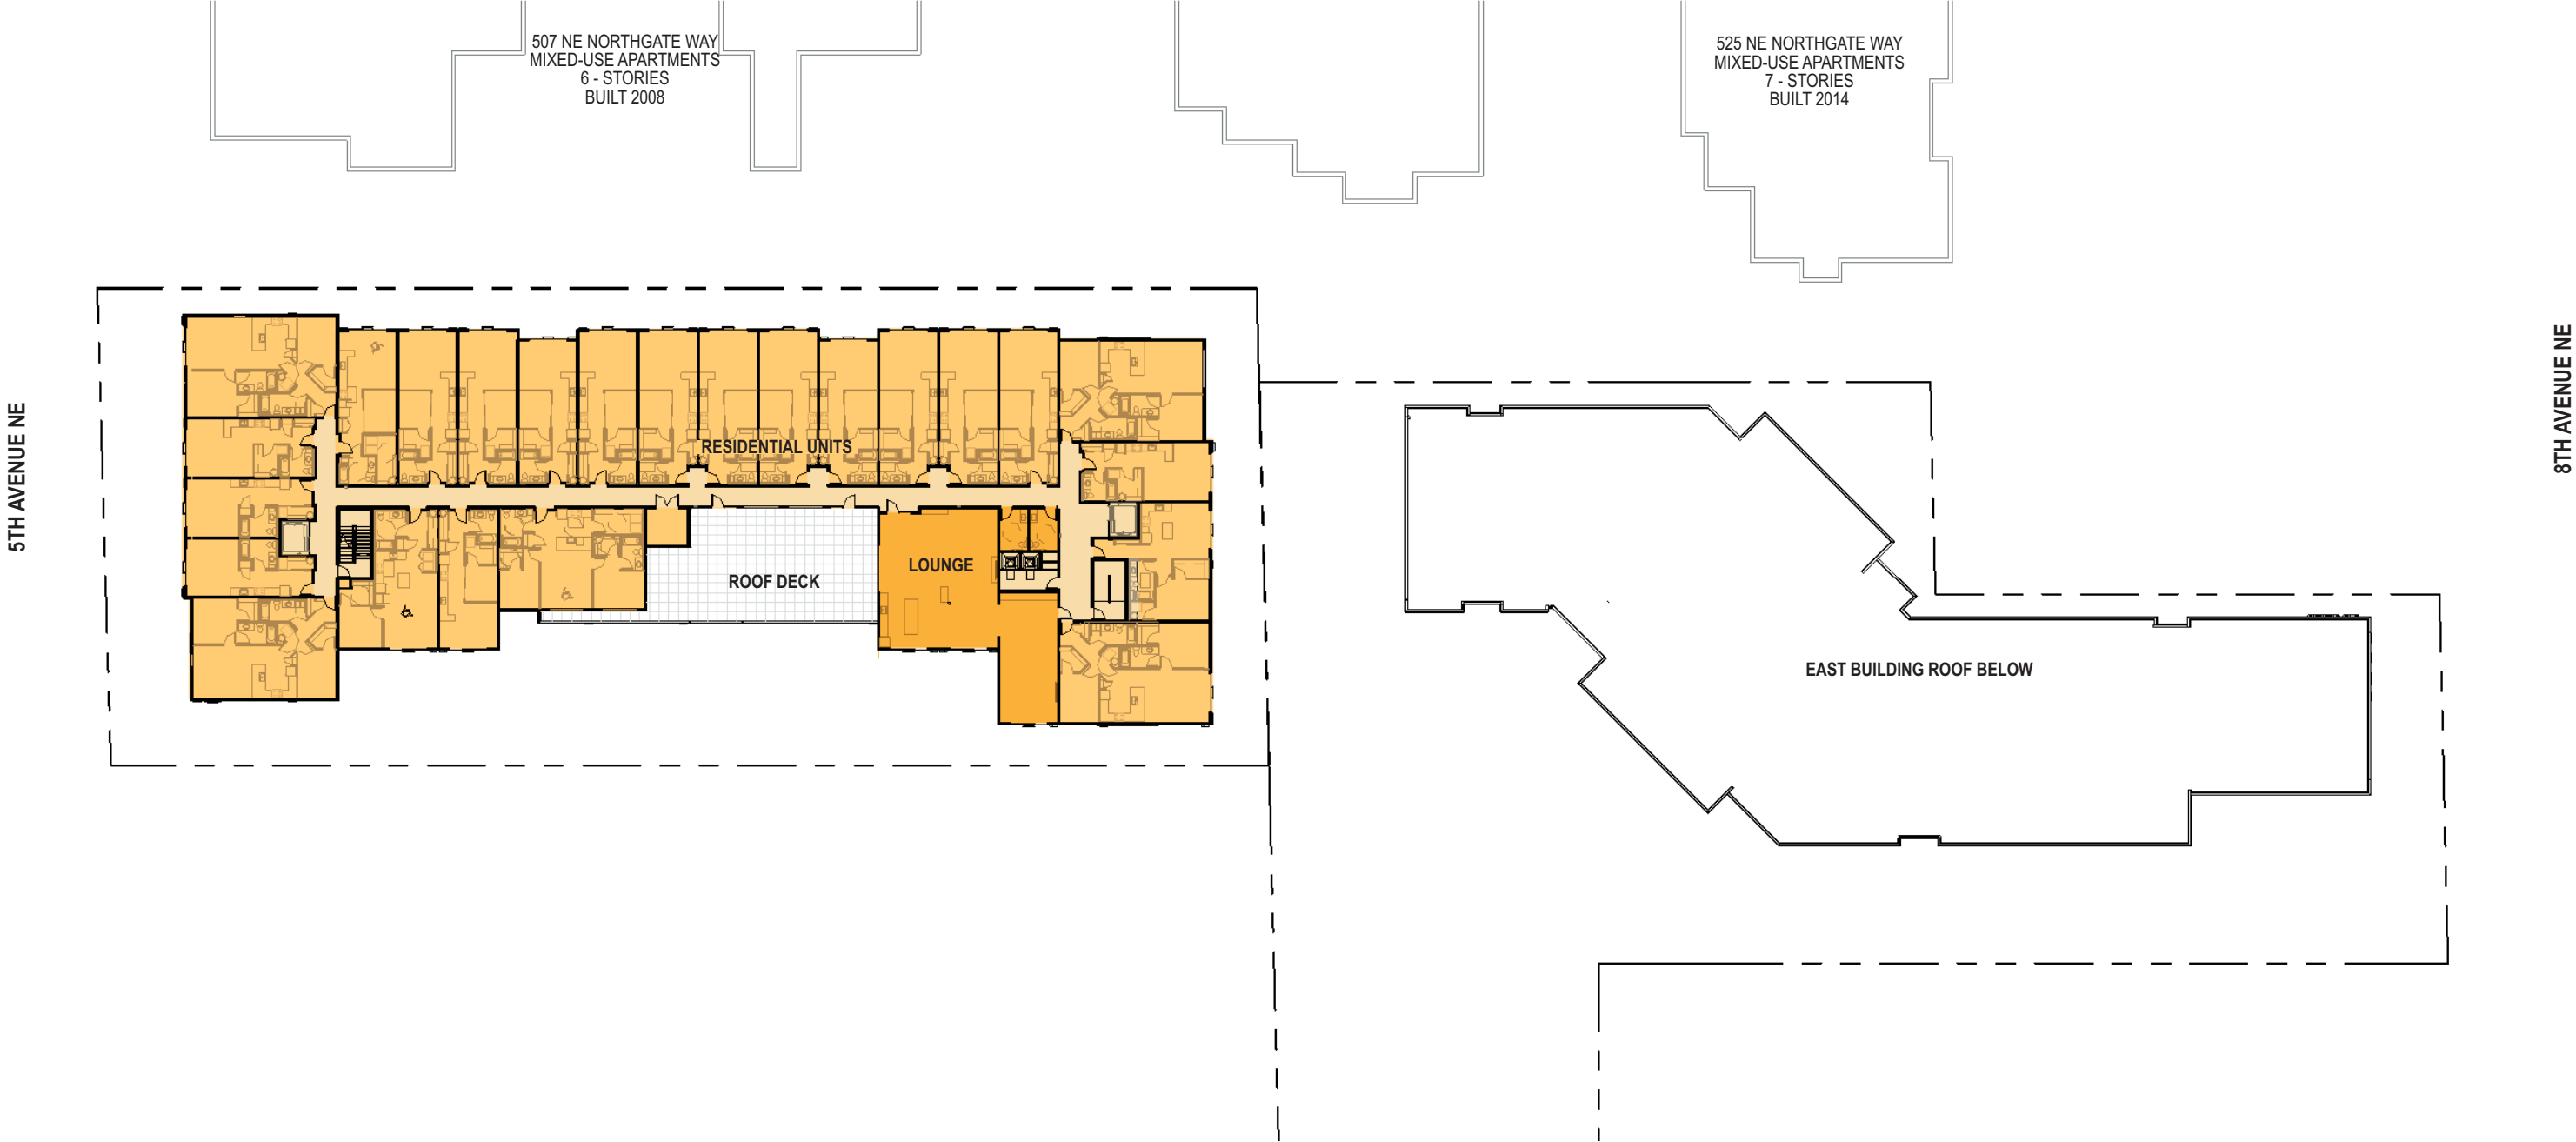 507 NE NORTHGATE WAY
MIXED-USE APARTMENTS
6 - STORIES
BUILT 2008
525 NE NORTHGATE WAY
MIXED-USE APARTMENTS
7 - STORIES
BUILT 2014
5TH AVENUE NE
8TH AVENUE NE
RESIDENTIAL UNITS
LOUNGE
ROOF DECK
EAST BUILDING ROOF BELOW